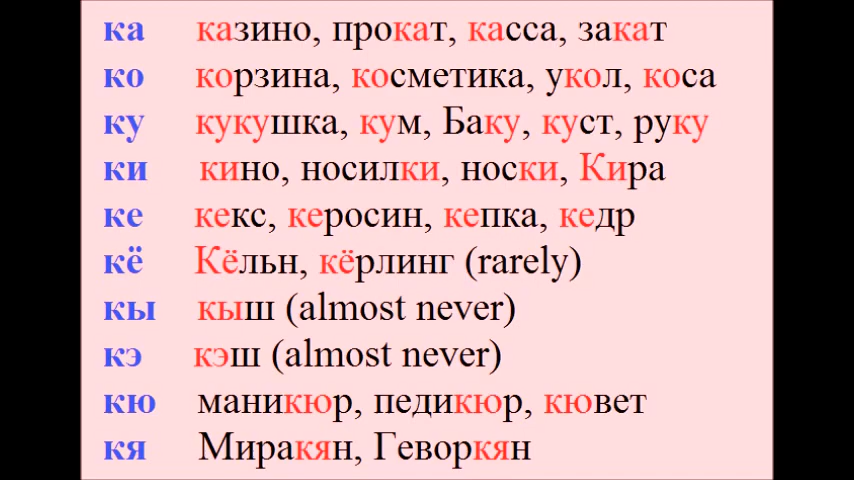 ка казино, прокат, касса, закат
ко корзина, косметика, укол, коса
ку кукушка, кум, Баку, куст, руку
ки кино, носилки, носки, Кира
ке кекс, керосин, кепка, кедр
кё Кёльн, кёрлинг (rarely)
кы кыш (almost never)
кэ кэш (almost never)
кю маникюр, педикюр, кювет
кя Миракян, Геворкян